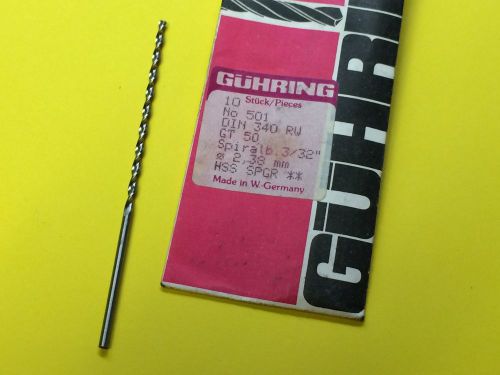 GÜHRING
10 Stück/Pieces
No 501
DIN 340 RW
GT 50
Spiralb.3/32"
ø 2,38 mm
HSS SPGR **
Made in W.-Germany
GÜHRI